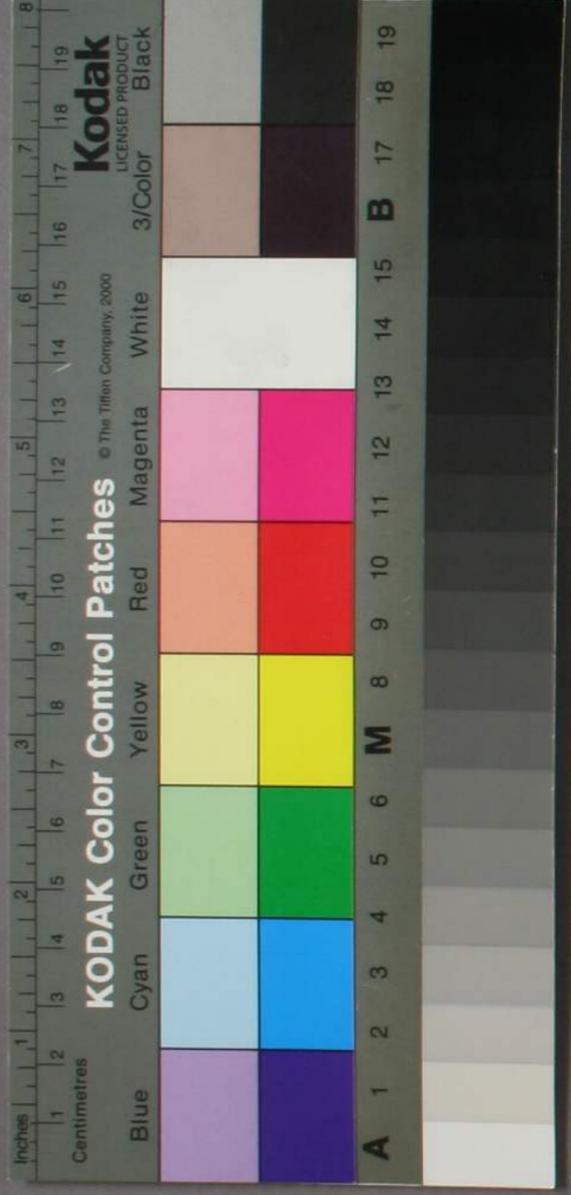 Inches 1 2 3 4 5 6 7 8
Centimetres 1 2 3 4 5 6 7 8 9 10 11 12 13 14 15 16 17 18 19
KODAK Color Control Patches © The Tiffen Company, 2000 Kodak
LICENSED PRODUCT
Blue Cyan Green Yellow Red Magenta White 3/Color Black
A 1 2 3 4 5 6 M 8 9 10 11 12 13 14 15 B 17 18 19